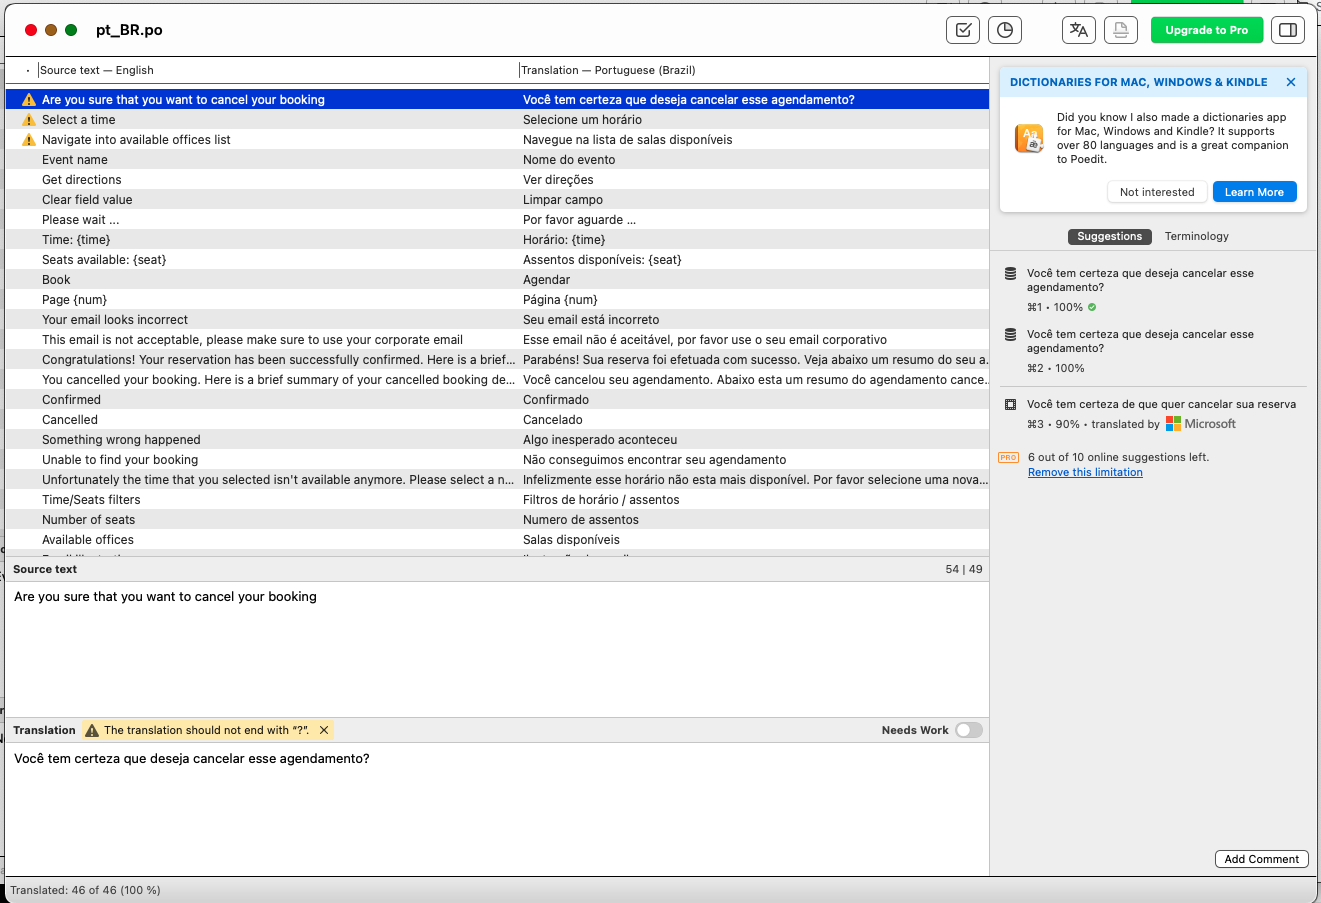 pt_BR.po
Upgrade to Pro
Source text — English
Translation — Portuguese (Brazil)
Are you sure that you want to cancel your booking
Você tem certeza que deseja cancelar esse agendamento?
Select a time
Selecione um horário
Navigate into available offices list
Navegue na lista de salas disponíveis
Event name
Nome do evento
Get directions
Ver direções
Clear field value
Limpar campo
Please wait ...
Por favor aguarde ...
Time: {time}
Horário: {time}
Seats available: {seat}
Assentos disponíveis: {seat}
Book
Agendar
Page {num}
Página {num}
Your email looks incorrect
Seu email está incorreto
This email is not acceptable, please make sure to use your corporate email
Esse email não é aceitável, por favor use o seu email corporativo
Congratulations! Your reservation has been successfully confirmed. Here is a brief...
Parabéns! Sua reserva foi efetuada com sucesso. Veja abaixo um resumo do seu a...
You cancelled your booking. Here is a brief summary of your cancelled booking de...
Você cancelou seu agendamento. Abaixo esta um resumo do agendamento cance...
Confirmed
Confirmado
Cancelled
Cancelado
Something wrong happened
Algo inesperado aconteceu
Unable to find your booking
Não conseguimos encontrar seu agendamento
Unfortunately the time that you selected isn't available anymore. Please select a n...
Infelizmente esse horário não esta mais disponível. Por favor selecione uma nova...
Time/Seats filters
Filtros de horário / assentos
Number of seats
Numero de assentos
Available offices
Salas disponíveis
Source text
54 | 49
Are you sure that you want to cancel your booking
Translation
The translation should not end with “?”.
Needs Work
Você tem certeza que deseja cancelar esse agendamento?
Translated: 46 of 46 (100 %)
DICTIONARIES FOR MAC, WINDOWS & KINDLE
Did you know I also made a dictionaries app
for Mac, Windows and Kindle? It supports
over 80 languages and is a great companion
to Poedit.
Not interested
Learn More
Suggestions
Terminology
Você tem certeza que deseja cancelar esse
agendamento?
⌘1 • 100%
Você tem certeza que deseja cancelar esse
agendamento?
⌘2 • 100%
Você tem certeza de que quer cancelar sua reserva
⌘3 • 90% • translated by Microsoft
PRO
6 out of 10 online suggestions left.
Remove this limitation
Add Comment